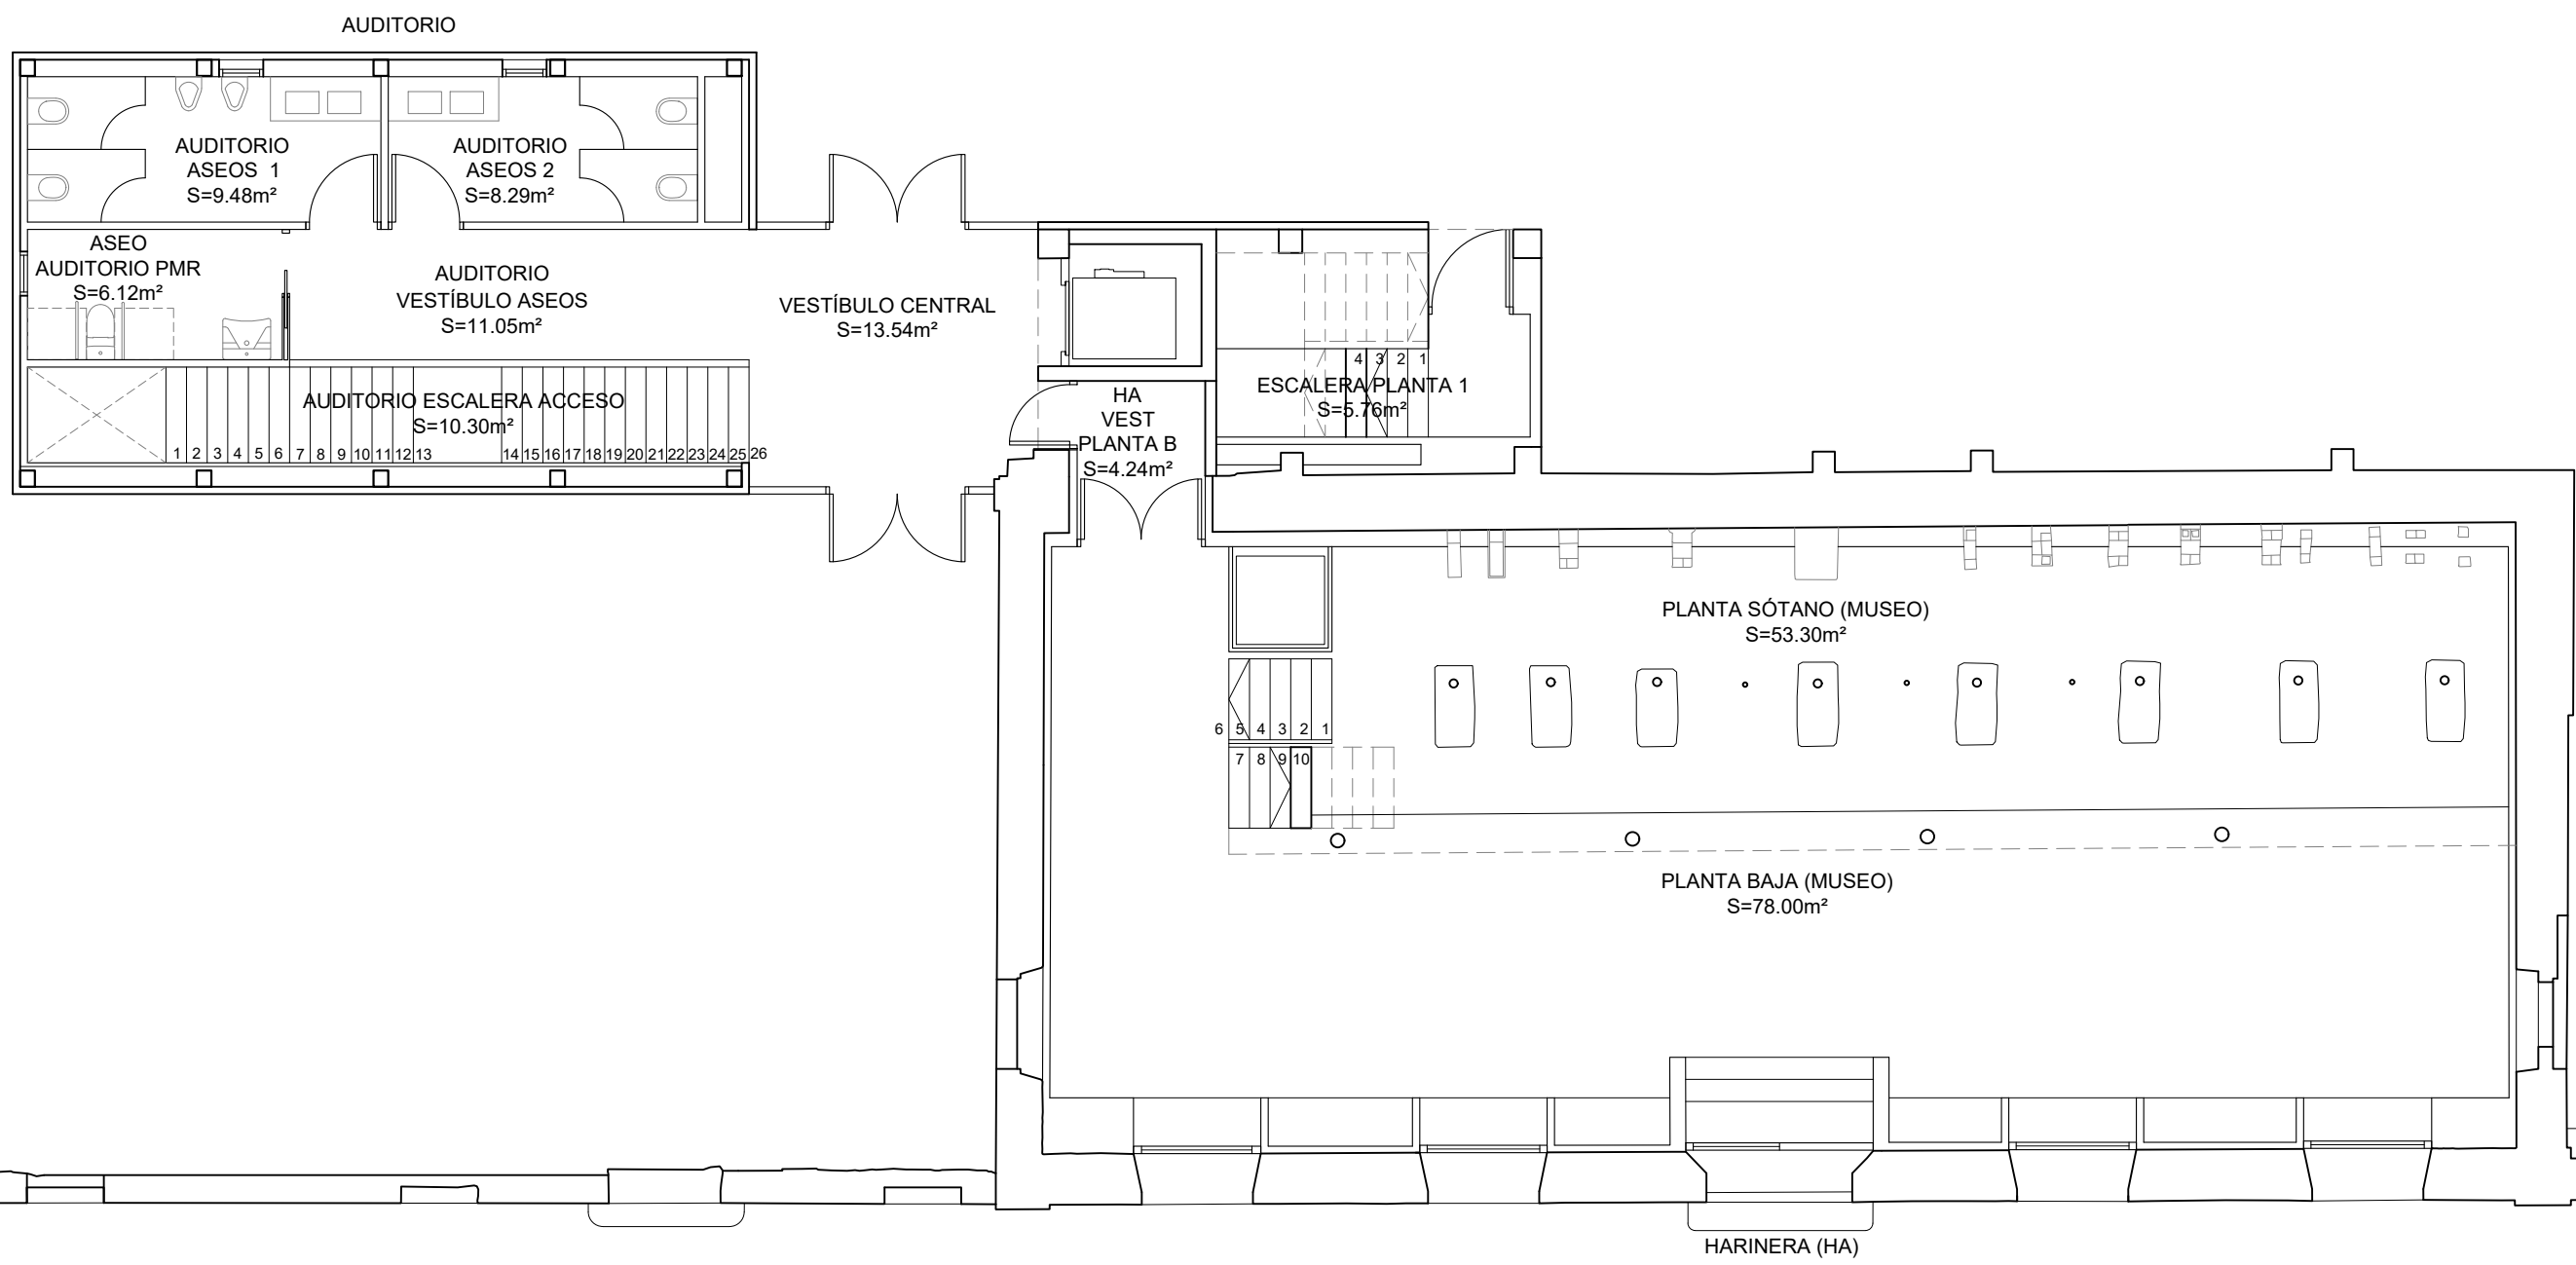 AUDITORIO
AUDITORIO
ASEOS 1
S=9.48m²
AUDITORIO
ASEOS 2
S=8.29m²
ASEO
AUDITORIO PMR
S=6.12m²
AUDITORIO
VESTÍBULO ASEOS
S=11.05m²
VESTÍBULO CENTRAL
S=13.54m²
AUDITORIO ESCALERA ACCESO
S=10.30m²
1 2 3 4 5 6 7 8 9 10 11 12 13 14 15 16 17 18 19 20 21 22 23 24 25 26
HA
VEST
PLANTA B
S=4.24m²
4 3 2 1
ESCALERA PLANTA 1
S=5.76m²
PLANTA SÓTANO (MUSEO)
S=53.30m²
6 5 4 3 2 1
7 8 9 10
PLANTA BAJA (MUSEO)
S=78.00m²
HARINERA (HA)